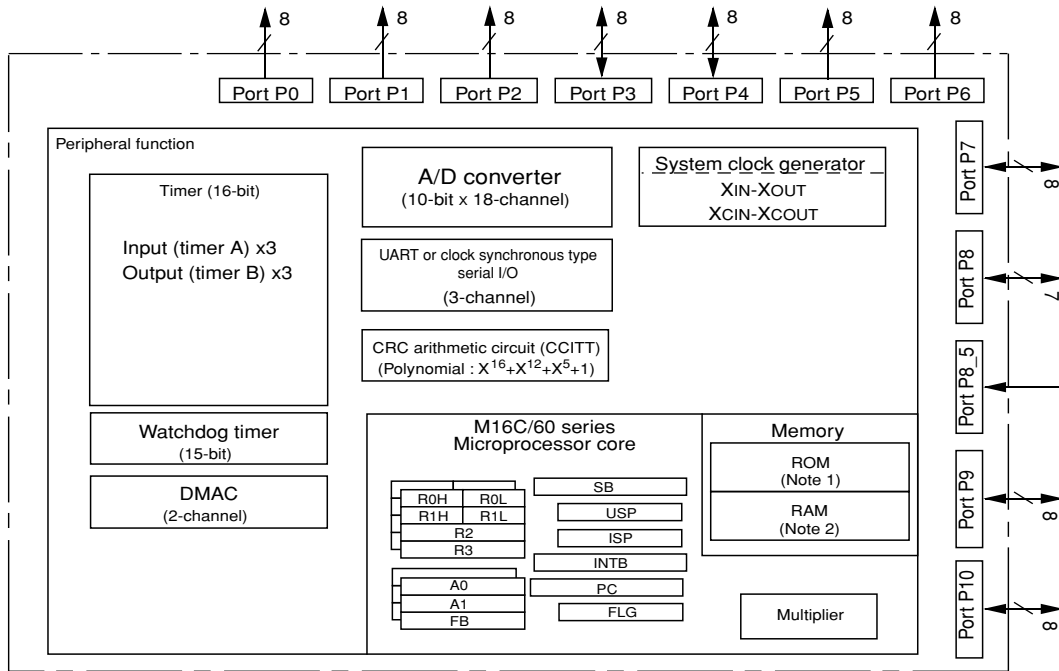 8 8 8 8 8 8 8
Port P0 Port P1 Port P2 Port P3 Port P4 Port P5 Port P6
Peripheral function
Timer (16-bit)
Input (timer A) x3
Output (timer B) x3
Watchdog timer
(15-bit)
DMAC
(2-channel)
A/D converter
(10-bit x 18-channel)
UART or clock synchronous type
serial I/O
(3-channel)
CRC arithmetic circuit (CCITT)
(Polynomial : X¹⁶+X¹²+X⁵+1)
System clock generator
XIN-XOUT
XCIN-XCOUT
M16C/60 series
Microprocessor core
R0H R0L
R1H R1L
R2
R3
A0
A1
FB
SB
USP
ISP
INTB
PC
FLG
Memory
ROM
(Note 1)
RAM
(Note 2)
Multiplier
Port P7
8
Port P8
7
Port P8_5
Port P9
8
Port P10
8